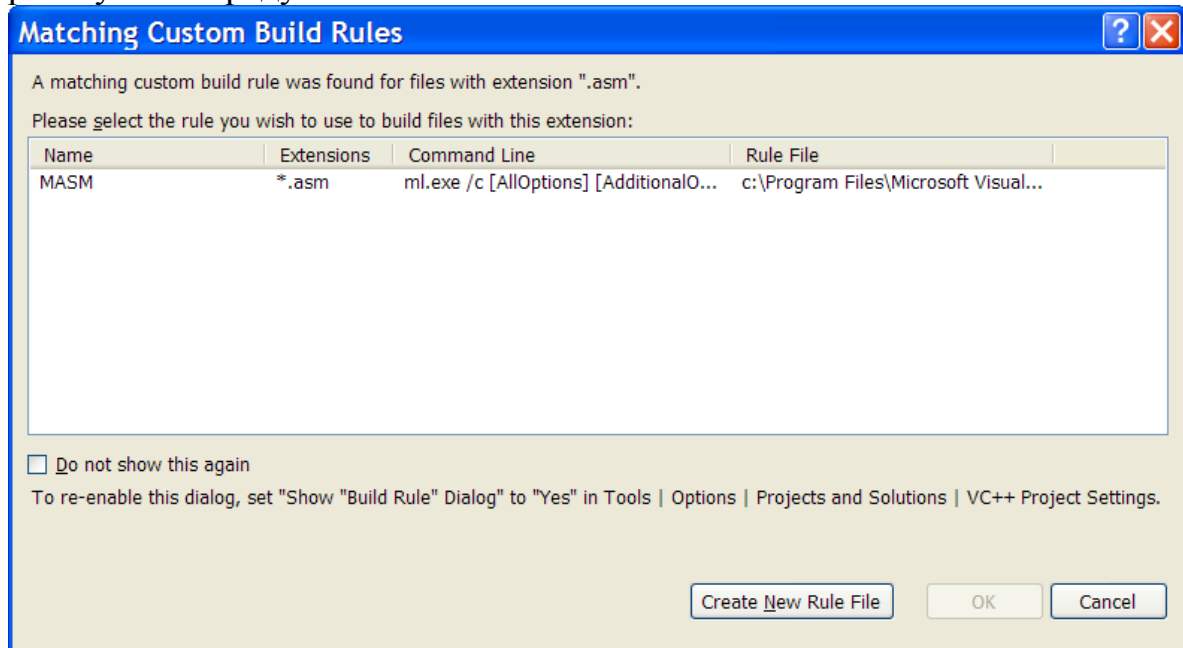 Matching Custom Build Rules
A matching custom build rule was found for files with extension ".asm".
Please select the rule you wish to use to build files with this extension:
Name Extensions Command Line Rule File
MASM *.asm ml.exe /c [AllOptions] [AdditionalO... c:\Program Files\Microsoft Visual...
Do not show this again
To re-enable this dialog, set "Show "Build Rule" Dialog" to "Yes" in Tools | Options | Projects and Solutions | VC++ Project Settings.
Create New Rule File OK Cancel